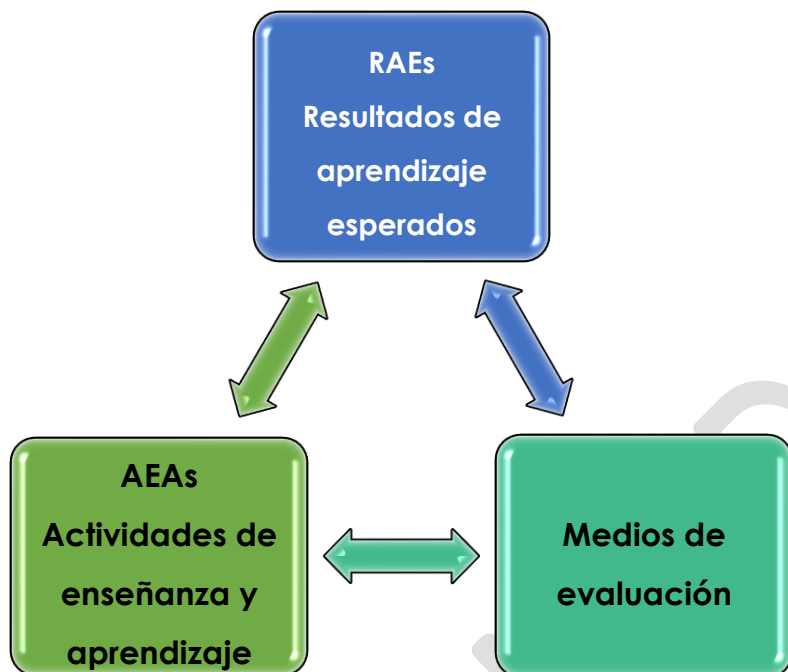 RAEs
Resultados de
aprendizaje
esperados
AEAs
Actividades de
enseñanza y
aprendizaje
Medios de
evaluación